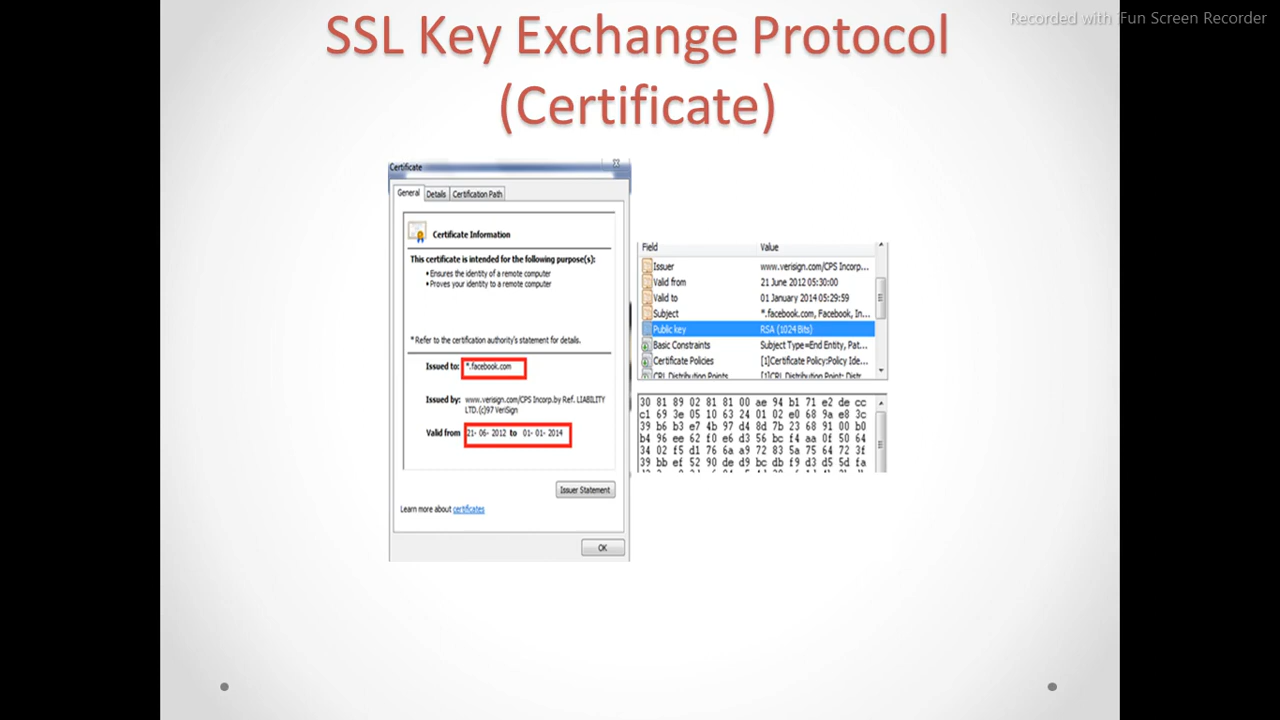 SSL Key Exchange Protocol
(Certificate)
Recorded with iFun Screen Recorder
Certificate
General Details Certification Path
Certificate Information
This certificate is intended for the following purpose(s):
• Ensures the identity of a remote computer
• Proves your identity to a remote computer
* Refer to the certification authority's statement for details.
Issued to: *.facebook.com
Issued by: www.verisign.com/CPS Incorp.by Ref. LIABILITY
LTD.(c)97 VeriSign
Valid from 21- 06- 2012 to 01- 01- 2014
Issuer Statement
Learn more about certificates
OK
Field Value
Issuer www.verisign.com/CPS Incorp...
Valid from 21 June 2012 05:30:00
Valid to 01 January 2014 05:29:59
Subject *.facebook.com, Facebook, In...
Public key RSA (1024 Bits)
Basic Constraints Subject Type=End Entity, Pat...
Certificate Policies [1]Certificate Policy:Policy Ide...
CRL Distribution Points [1]CRL Distribution Point: Distr...
30 81 89 02 81 81 00 ae 94 b1 71 e2 de cc
c1 69 3e 05 10 63 24 01 02 e0 68 9a e8 3c
39 b6 b3 e7 4b 97 d4 8d 7b 23 68 91 00 b0
b4 96 ee 62 f0 e6 d3 56 bc f4 aa 0f 50 64
34 02 f5 d1 76 6a a9 72 83 5a 75 64 72 3f
39 bb ef 52 90 de d9 bc db f9 d3 d5 5d fa